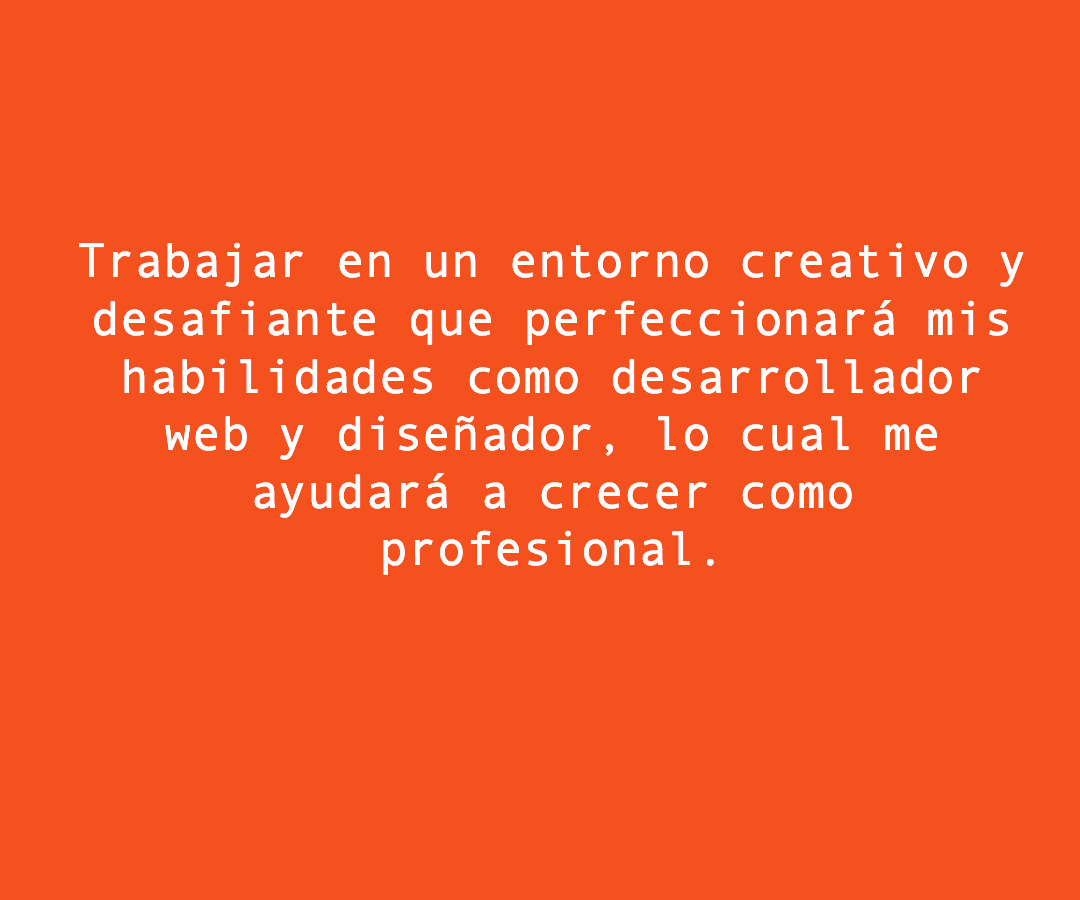 Trabajar en un entorno creativo y
desafiante que perfeccionará mis
habilidades como desarrollador
web y diseñador, lo cual me
ayudará a crecer como
profesional.